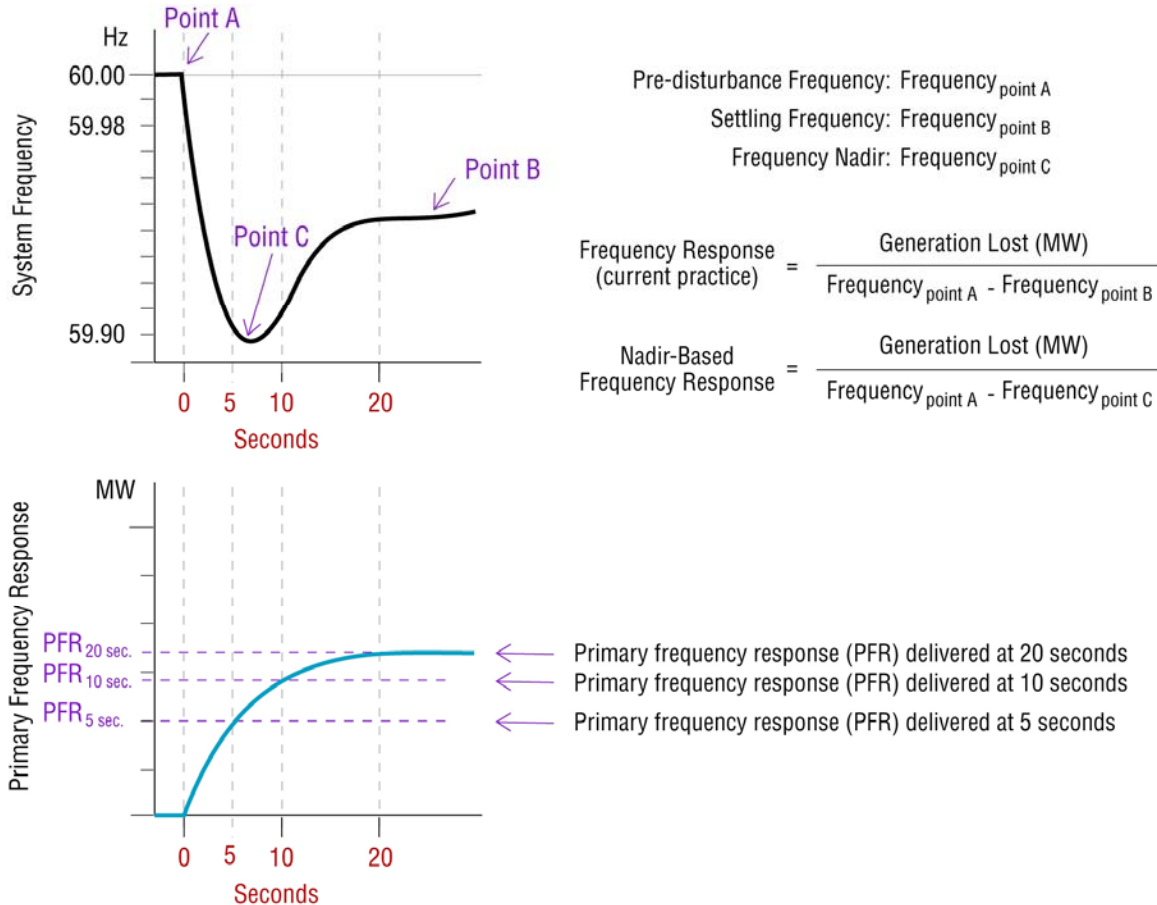 Point A
Hz
60.00
59.98
59.90
System Frequency
Point B
Point C
0 5 10 20
Seconds
Pre-disturbance Frequency: Frequency point A
Settling Frequency: Frequency point B
Frequency Nadir: Frequency point C
Frequency Response
(current practice)
=
Generation Lost (MW)
Frequency point A - Frequency point B
Nadir-Based
Frequency Response
=
Generation Lost (MW)
Frequency point A - Frequency point C
MW
Primary Frequency Response
PFR 20 sec.
PFR 10 sec.
PFR 5 sec.
Primary frequency response (PFR) delivered at 20 seconds
Primary frequency response (PFR) delivered at 10 seconds
Primary frequency response (PFR) delivered at 5 seconds
0 5 10 20
Seconds